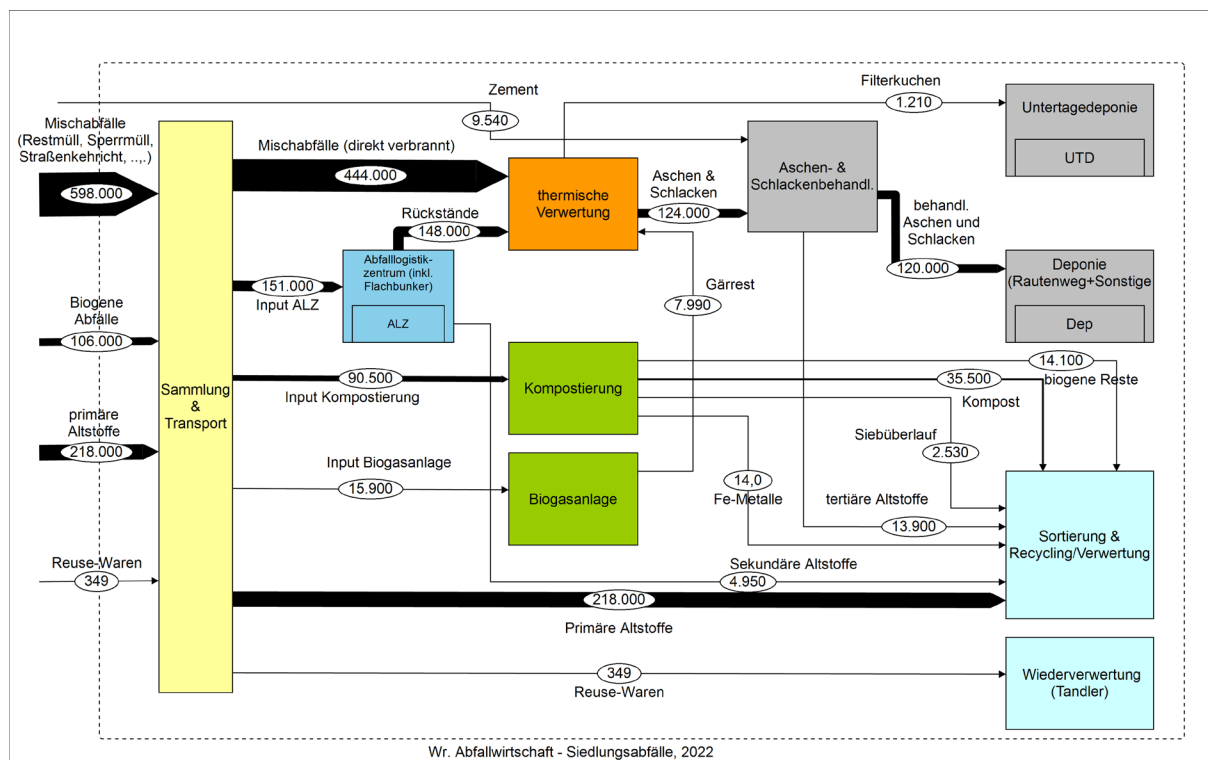 Filterkuchen
1.210
Zement
9.540
Untertagedeponie
UTD
Mischabfälle
(Restmüll, Sperrmüll,
Straßenkehricht, ..,.)
598.000
Mischabfälle (direkt verbrannt)
444.000
thermische
Verwertung
Aschen &
Schlacken
124.000
Aschen- &
Schlackenbehandl.
behandl.
Aschen und
Schlacken
120.000
Rückstände
148.000
Abfalllogistik-
zentrum (inkl.
Flachbunker)
ALZ
151.000
Input ALZ
Gärrest
7.990
Deponie
(Rautenweg+Sonstige
Dep
Biogene
Abfälle
106.000
Sammlung
&
Transport
90.500
Input Kompostierung
Kompostierung
14.100
biogene Reste
35.500
Kompost
primäre
Altstoffe
218.000
Siebüberlauf
2.530
Input Biogasanlage
15.900
Biogasanlage
14,0
Fe-Metalle
tertiäre Altstoffe
13.900
Sortierung &
Recycling/Verwertung
Reuse-Waren
349
Sekundäre Altstoffe
4.950
218.000
Primäre Altstoffe
349
Reuse-Waren
Wiederverwertung
(Tandler)
Wr. Abfallwirtschaft - Siedlungsabfälle, 2022